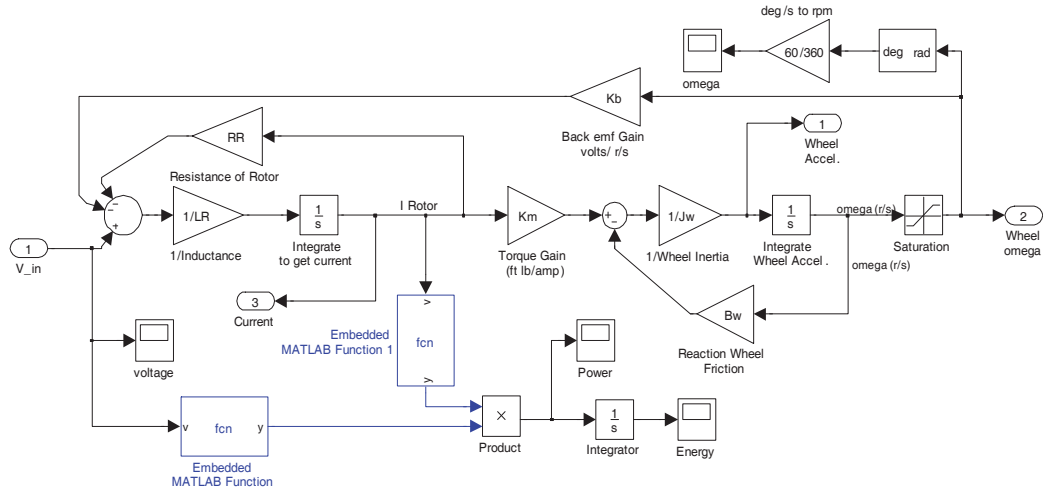 deg/s to rpm
60/360
deg rad
omega
Kb
Back emf Gain
volts/ r/s
RR
Resistance of Rotor
1
Wheel
Accel.
−
−
+
1/LR
1/Inductance
1
s
Integrate
to get current
I Rotor
Km
Torque Gain
(ft lb/amp)
+
−
1/Jw
1/Wheel Inertia
1
s
Integrate
Wheel Accel.
omega (r/s)
omega (r/s)
Saturation
2
Wheel
omega
1
V_in
3
Current
Bw
Reaction Wheel
Friction
voltage
Embedded
MATLAB Function 1
v
fcn
y
Power
v fcn y
Embedded
MATLAB Function
×
Product
1
s
Integrator
Energy